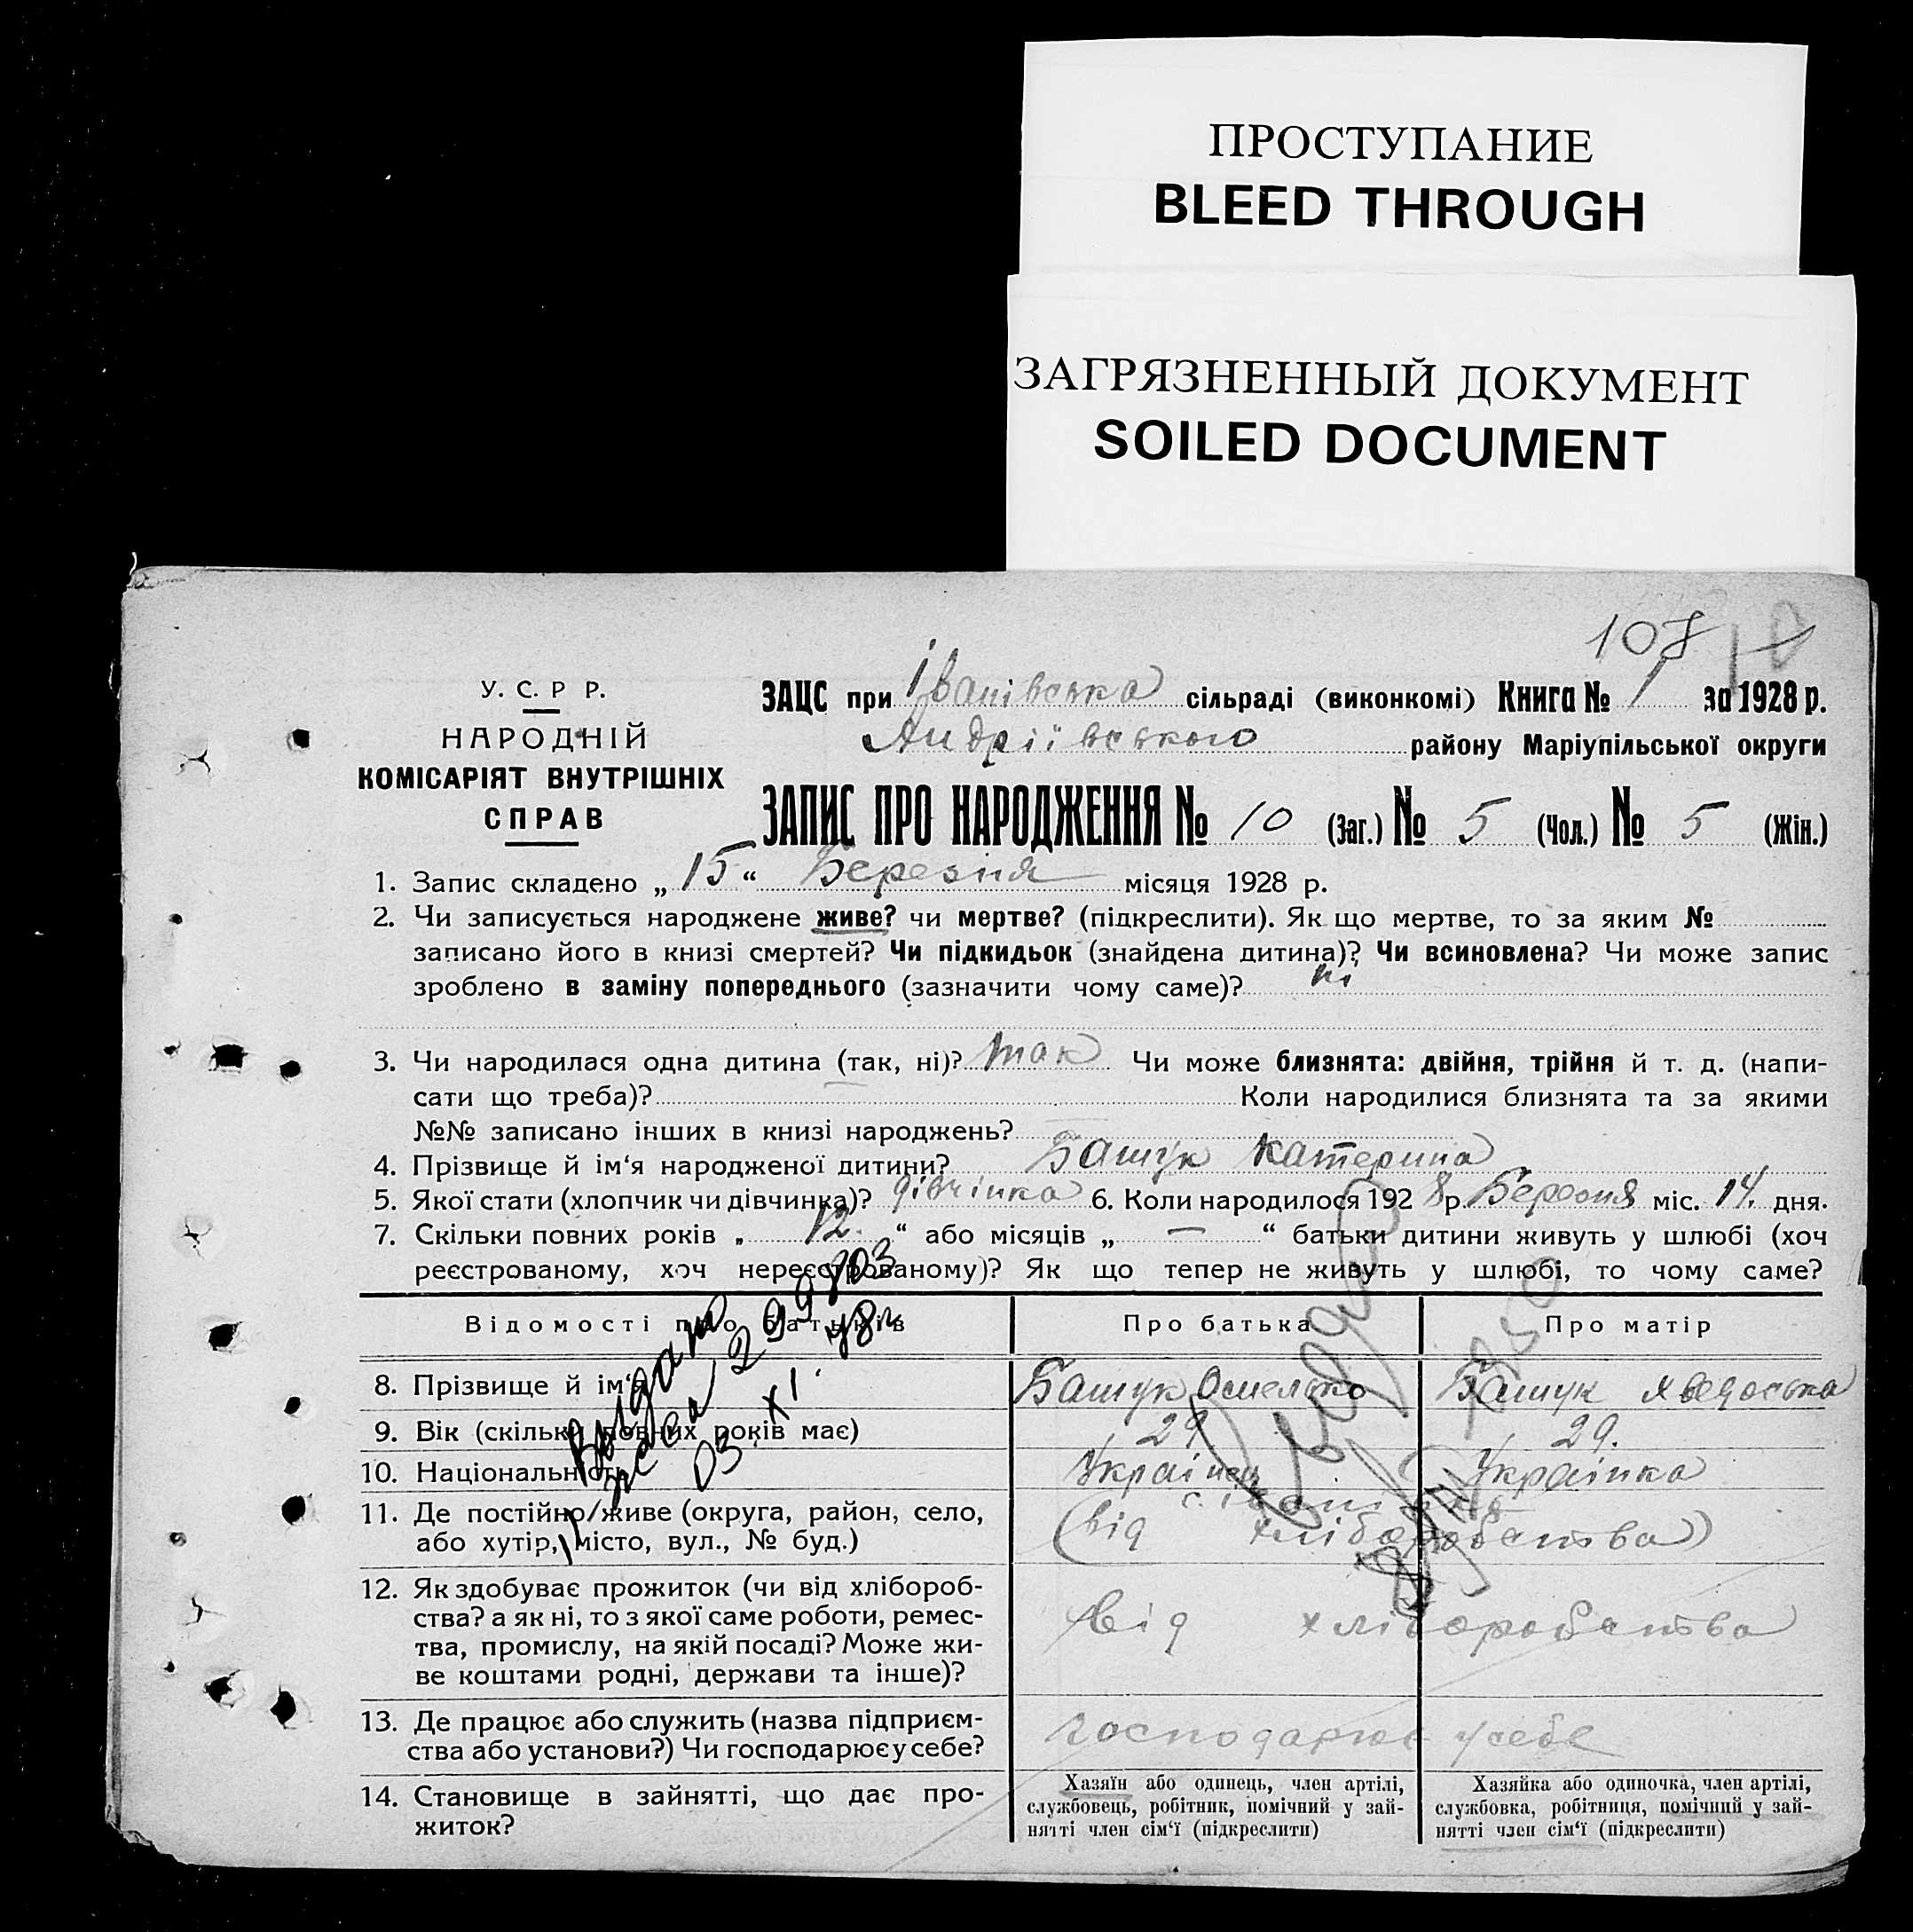 ПРОСТУПАНИЕ
BLEED THROUGH
ЗАГРЯЗНЕННЫЙ ДОКУМЕНТ
SOILED DOCUMENT
107 10
У. С. Р Р.
НАРОДНІЙ
КОМІСАРІЯТ ВНУТРІШНІХ
СПРАВ
ЗАЦС при Іванівська сільраді (виконкомі) Книга № 1 за 1928 р.
Андріївського району Маріупільської округи
ЗАПИС ПРО НАРОДЖЕННЯ № 10 (Заг.) № 5 (Чол.) № 5 (Жін.)
1. Запис складено „ 15 “ Березня місяця 1928 р.
2. Чи записується народжене живе? чи мертве? (підкреслити). Як що мертве, то за яким №
записано його в книзі смертей? Чи підкидьок (знайдена дитина)? Чи всиновлена? Чи може запис
зроблено в заміну попереднього (зазначити чому саме)? ні
3. Чи народилася одна дитина (так, ні)? так Чи може близнята: двійня, трійня й т. д. (напи-
сати що треба)? Коли народилися близнята та за якими
№№ записано інших в книзі народжень?
4. Прізвище й ім‘я народженої дитини? Башук Катерина
5. Якої стати (хлопчик чи дівчинка)? дівчінка 6. Коли народилося 192 8 р. Березня міс. 14. дня.
7. Скільки повних років „ 12. “ або місяців „ — “ батьки дитини живуть у шлюбі (хоч
реєстрованому, хоч нереєстрованому)? Як що тепер не живуть у шлюбі, то чому саме?
Відомості про батьків Про батька Про матір
8. Прізвище й ім‘я Башук Омелько Башук Явдоська
9. Вік (скільки повних років має) 29 29.
10. Національність Українец Українка
11. Де постійно живе (округа, район, село,
або хутір, місто, вул., № буд.) (від хліборобства)
12. Як здобуває прожиток (чи від хлібороб-
ства? а як ні, то з якої саме роботи, ремес-
тва, промислу, на якій посаді? Може жи-
ве коштами родні, держави та інше)?
від хліборобства
13. Де працює або служить (назва підприєм-
ства або установи?) Чи господарює у себе?
господарює у себе
14. Становище в зайнятті, що дає про-
житок?
Хазяїн або одинець, член артілі,
службовець, робітник, помічний у зай-
нятті член сім‘ї (підкреслити)
Хазяйка або одиночка, член артілі,
службовка, робітниця, помічний у зай-
нятті член сім‘ї (підкреслити)
Выдан
299803
03 XI. 48г